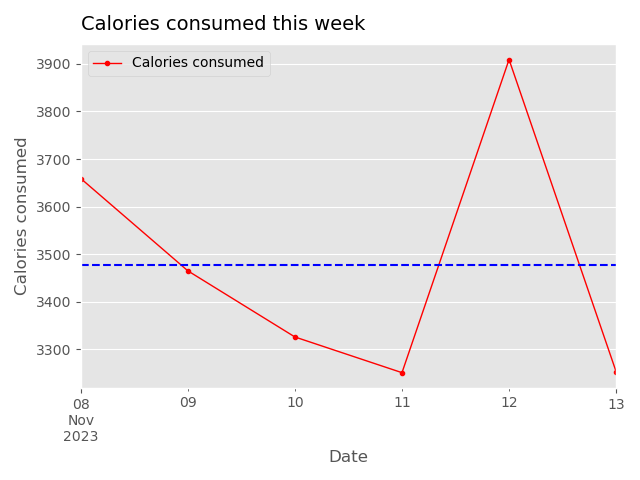 Calories consumed this week
Calories consumed
3900
3800
3700
3600
3500
3400
3300
Calories consumed
08 09 10 11 12 13
Nov
2023
Date